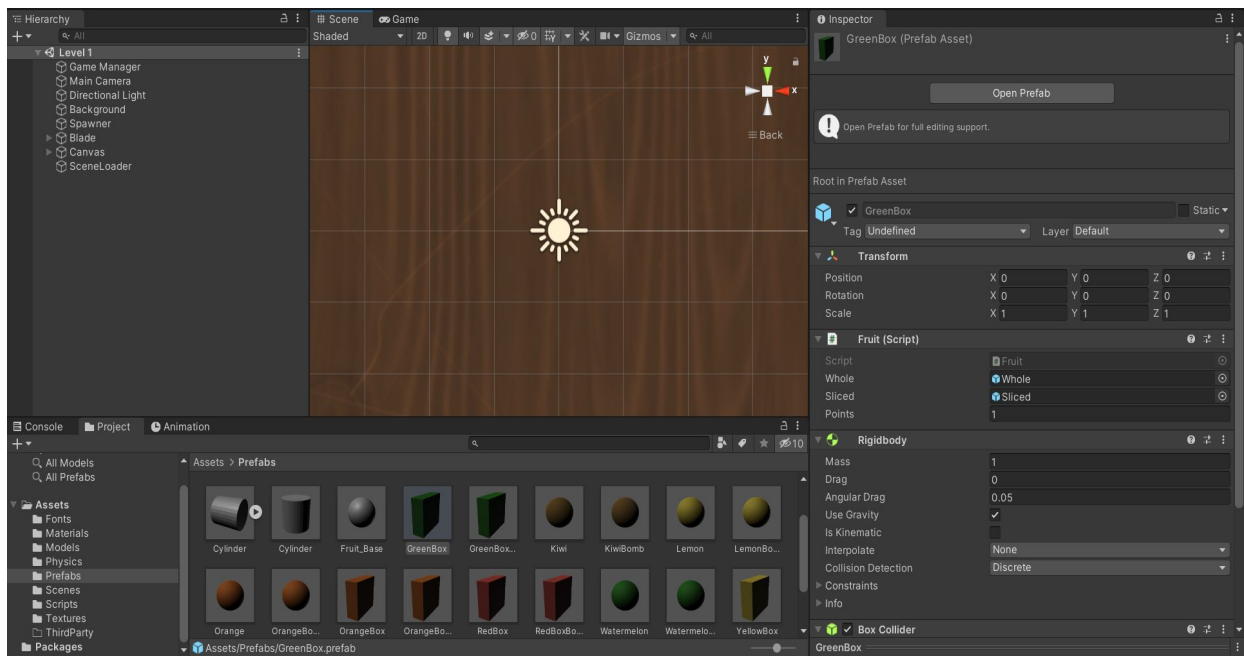 Hierarchy
All
Level 1
Game Manager
Main Camera
Directional Light
Background
Spawner
Blade
Canvas
SceneLoader
Scene Game
Shaded 2D 0 Gizmos All
y
x
Back
Inspector
GreenBox (Prefab Asset)
Open Prefab
Open Prefab for full editing support.
Root in Prefab Asset
GreenBox Static
Tag Undefined Layer Default
Transform
Position X 0 Y 0 Z 0
Rotation X 0 Y 0 Z 0
Scale X 1 Y 1 Z 1
Fruit (Script)
Script Fruit
Whole Whole
Sliced Sliced
Points 1
Rigidbody
Mass 1
Drag 0
Angular Drag 0.05
Use Gravity
Is Kinematic
Interpolate None
Collision Detection Discrete
Constraints
Info
Box Collider
GreenBox
Console Project Animation
10
All Models
All Prefabs
Assets
Fonts
Materials
Models
Physics
Prefabs
Scenes
Scripts
Textures
ThirdParty
Packages
Assets > Prefabs
Cylinder Cylinder Fruit_Base GreenBox GreenBox... Kiwi KiwiBomb Lemon LemonBo...
Orange OrangeBo... OrangeBox OrangeBo... RedBox RedBoxBo... Watermelon Watermelo... YellowBox
Assets/Prefabs/GreenBox.prefab